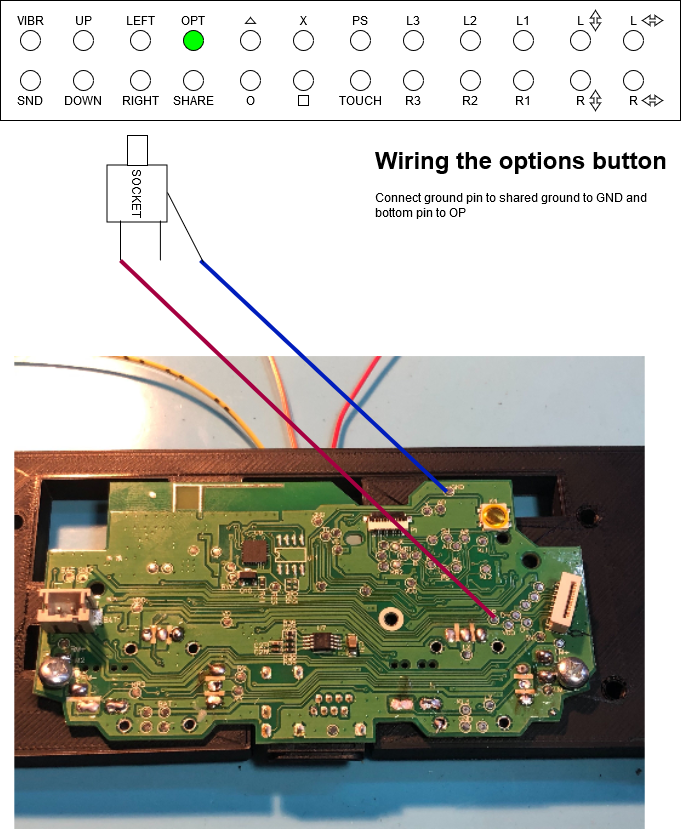 VIBR UP LEFT OPT △ X PS L3 L2 L1 L L
SND DOWN RIGHT SHARE O □ TOUCH R3 R2 R1 R R
SOCKET
Wiring the options button
Connect ground pin to shared ground to GND and
bottom pin to OP